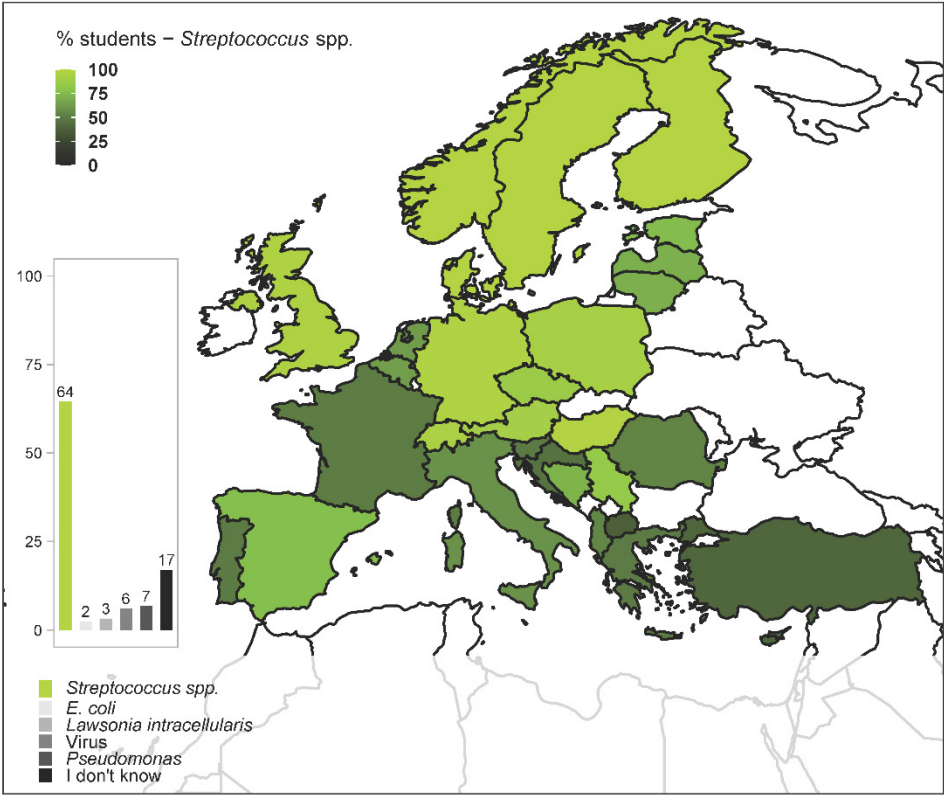 % students − Streptococcus spp.
100
75
50
25
0
100
75
50
25
0
64
2
3
6
7
17
Streptococcus spp.
E. coli
Lawsonia intracellularis
Virus
Pseudomonas
I don't know